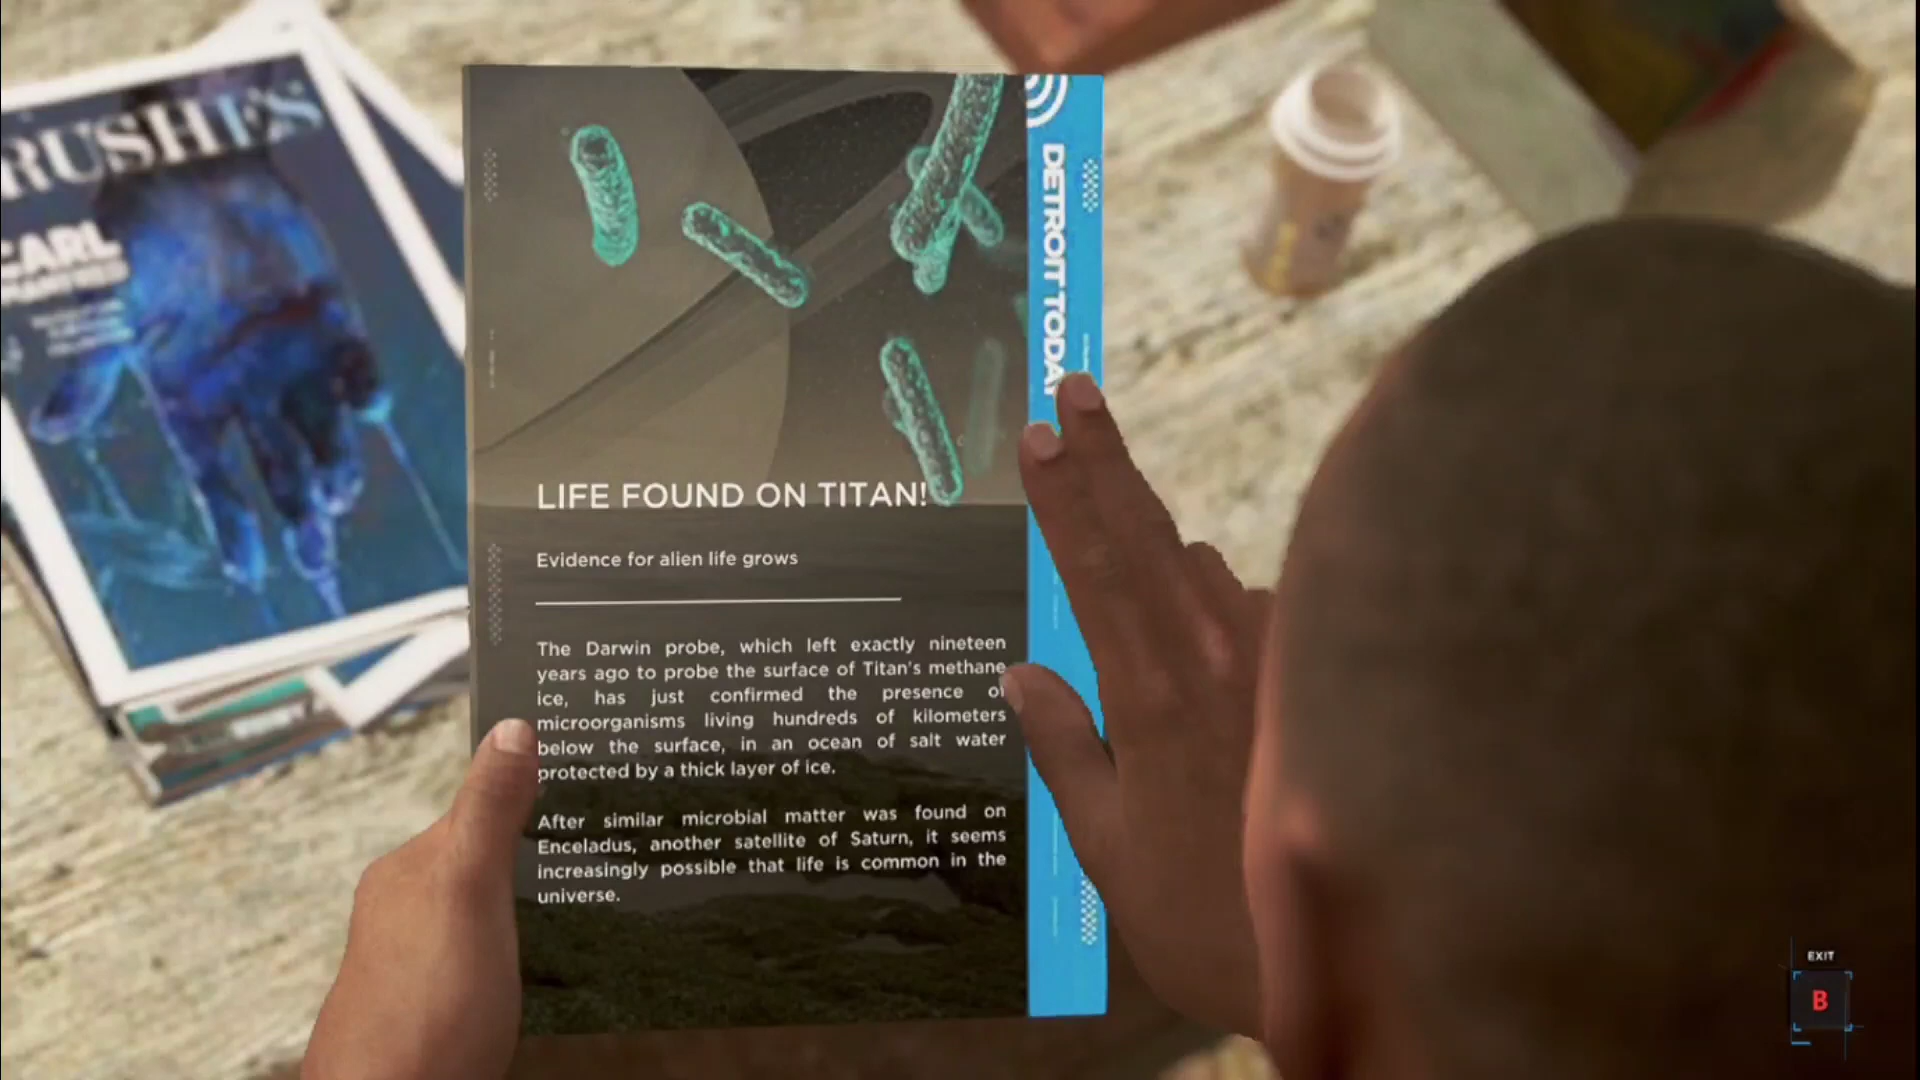 RUSHES
CARL
MANFRED
DETROIT TODAY
LIFE FOUND ON TITAN!
Evidence for alien life grows
The Darwin probe, which left exactly nineteen
years ago to probe the surface of Titan's methane
ice, has just confirmed the presence of
microorganisms living hundreds of kilometers
below the surface, in an ocean of salt water
protected by a thick layer of ice.
After similar microbial matter was found on
Enceladus, another satellite of Saturn, it seems
increasingly possible that life is common in the
universe.
EXIT
B